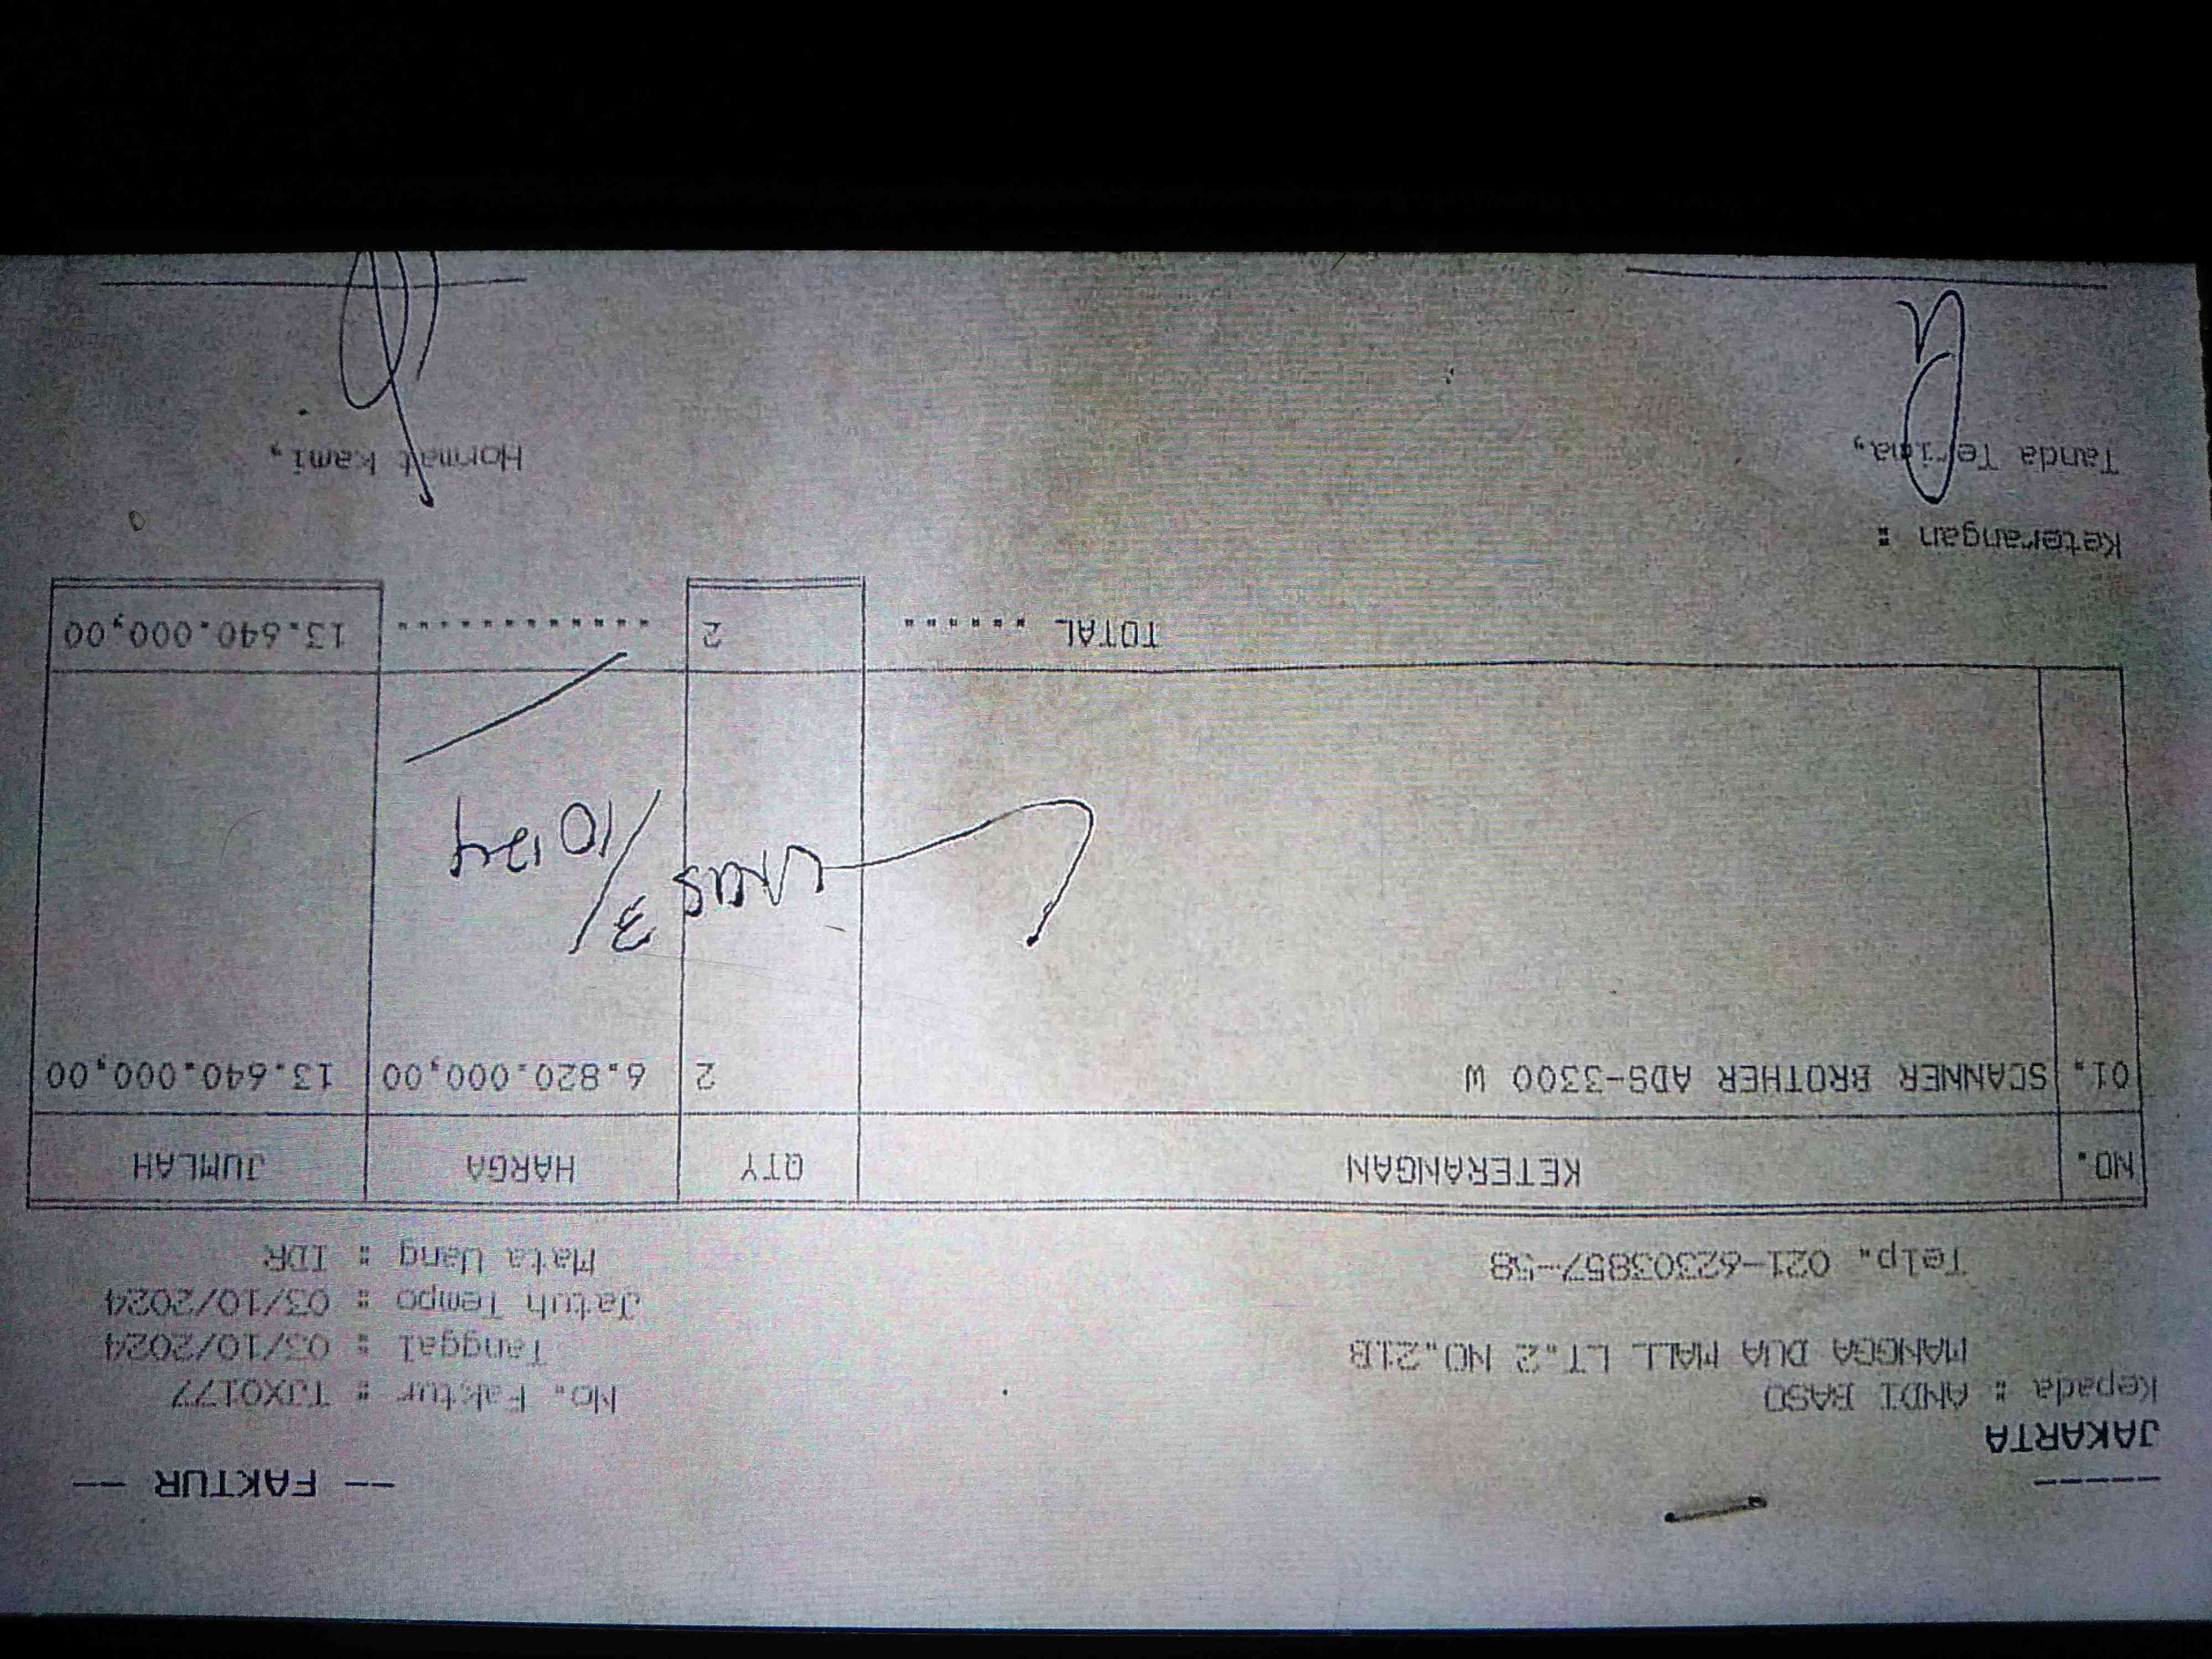 -----
JAKARTA
-- FAKTUR --
Kepada : ANDI BASO
MANGGA DUA MALL LT.2 NO.21B
Telp. 021-62303857-58
No. Faktur : TJX0177
Tanggal : 03/10/2024
Jatuh Tempo : 03/10/2024
Mata Uang : IDR
NO. KETERANGAN QTY HARGA JUMLAH
01. SCANNER BROTHER ADS-3300 W 2 6.820.000,00 13.640.000,00
Lunas 3/10'24
TOTAL ...... 2 ............. 13.640.000,00
Keterangan :
Tanda Terima,
Hormat Kami,